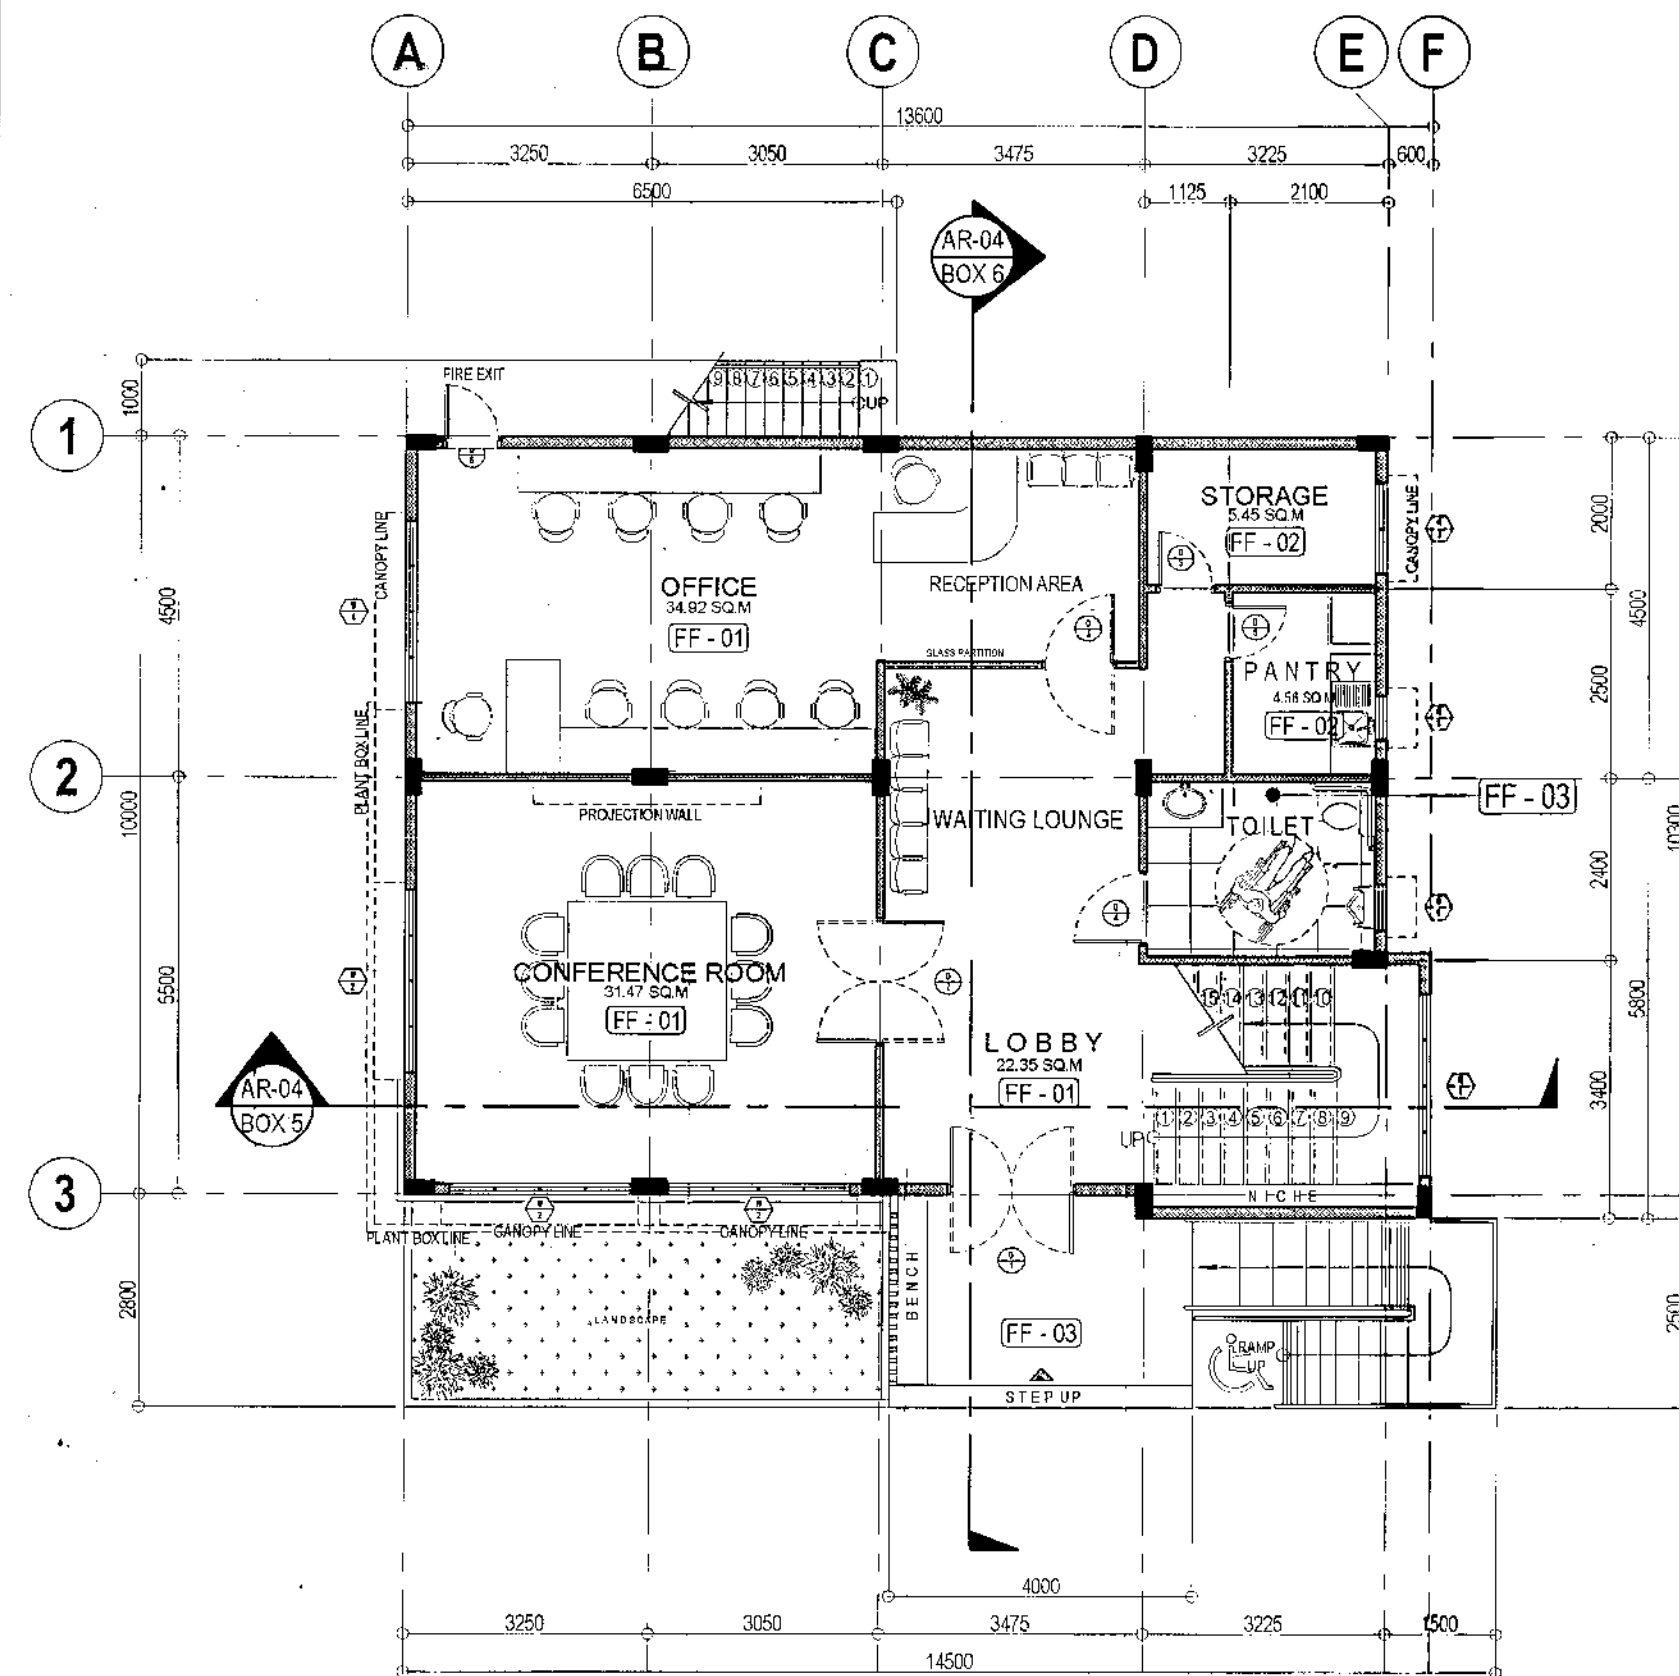 A B C D E F
13600
3250 3050 3475 3225 600
6500 1125 2100
AR-04
BOX 6
FIRE EXIT
9 8 7 6 5 4 3 2 1
UP
1000
1
STORAGE
5.45 SQ.M
FF - 02
CANOPY LINE
2000
CANOPY LINE
OFFICE
34.92 SQ.M
FF - 01
RECEPTION AREA
4500
4500
GLASS PARTITION
PANTRY
4.56 SQ.M
FF - 02
2500
PLANT BOX LINE
2
PROJECTION WALL
WAITING LOUNGE
TOILET
FF - 03
10000
10300
2400
CONFERENCE ROOM
31.47 SQ.M
FF - 01
5500
15 14 13 12 11 10
5800
LOBBY
22.35 SQ.M
FF - 01
AR-04
BOX 5
3400
1 2 3 4 5 6 7 8 9
UP
3
NICHE
PLANT BOX LINE
CANOPY LINE
CANOPY LINE
BENCH
2800
2500
LANDSCAPE
FF - 03
RAMP
UP
STEP UP
4000
3250 3050 3475 3225 1500
14500